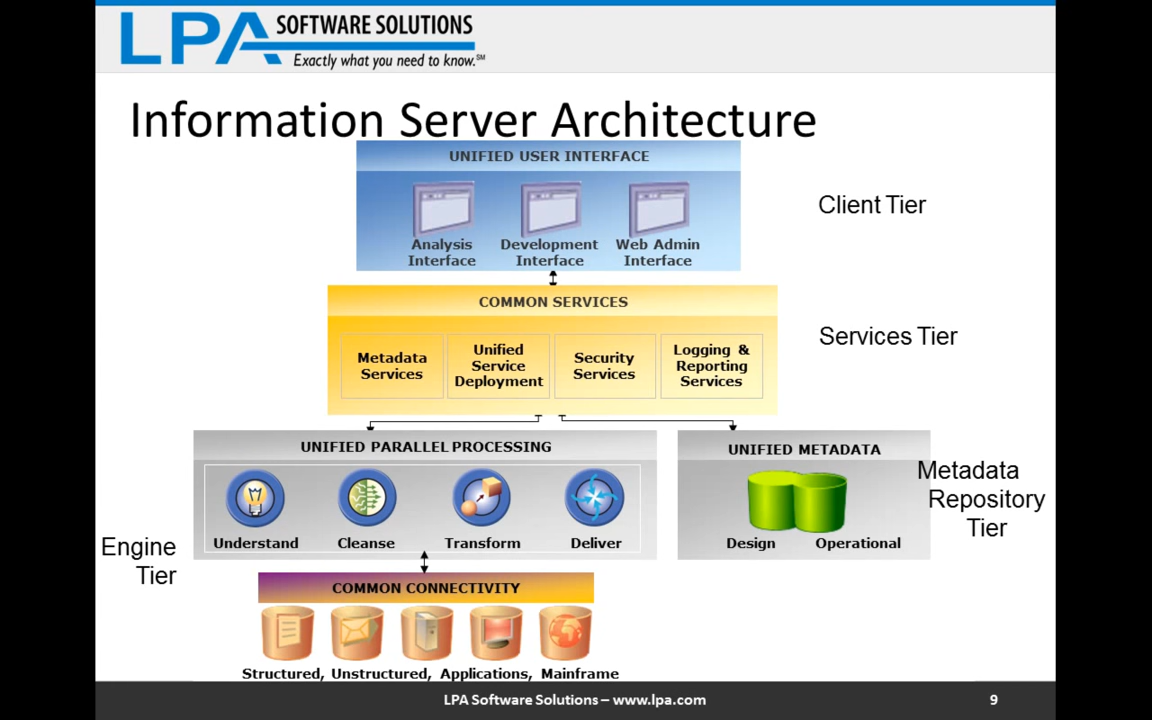 LPA SOFTWARE SOLUTIONS
Exactly what you need to know.℠
Information Server Architecture
UNIFIED USER INTERFACE
Analysis
Interface
Development
Interface
Web Admin
Interface
Client Tier
COMMON SERVICES
Metadata
Services
Unified
Service
Deployment
Security
Services
Logging &
Reporting
Services
Services Tier
UNIFIED PARALLEL PROCESSING
Understand
Cleanse
Transform
Deliver
Engine
Tier
UNIFIED METADATA
Design
Operational
Metadata
Repository
Tier
COMMON CONNECTIVITY
Structured, Unstructured, Applications, Mainframe
LPA Software Solutions – www.lpa.com
9